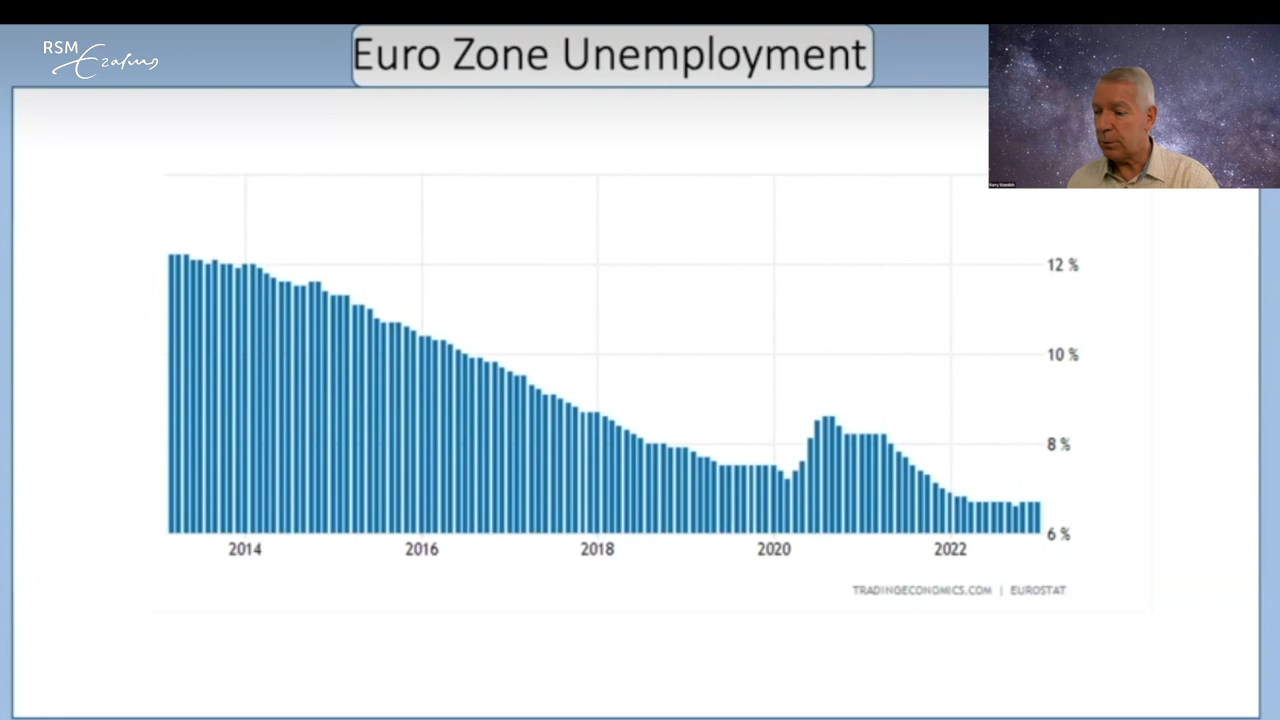 RSM
Erasmus
Euro Zone Unemployment
12 %
10 %
8 %
6 %
2014 2016 2018 2020 2022
TRADINGECONOMICS.COM | EUROSTAT